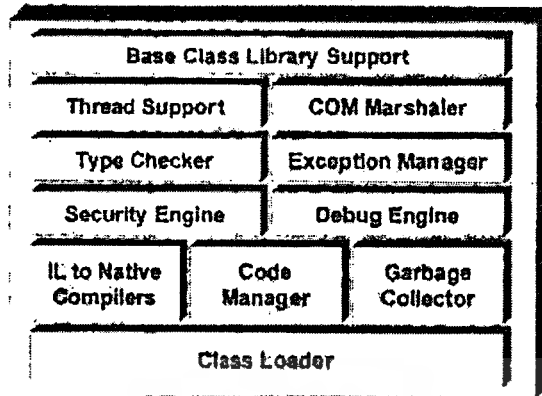 Base Class Library Support
Thread Support
COM Marshaler
Type Checker
Exception Manager
Security Engine
Debug Engine
IL to Native
Compilers
Code
Manager
Garbage
Collector
Class Loader